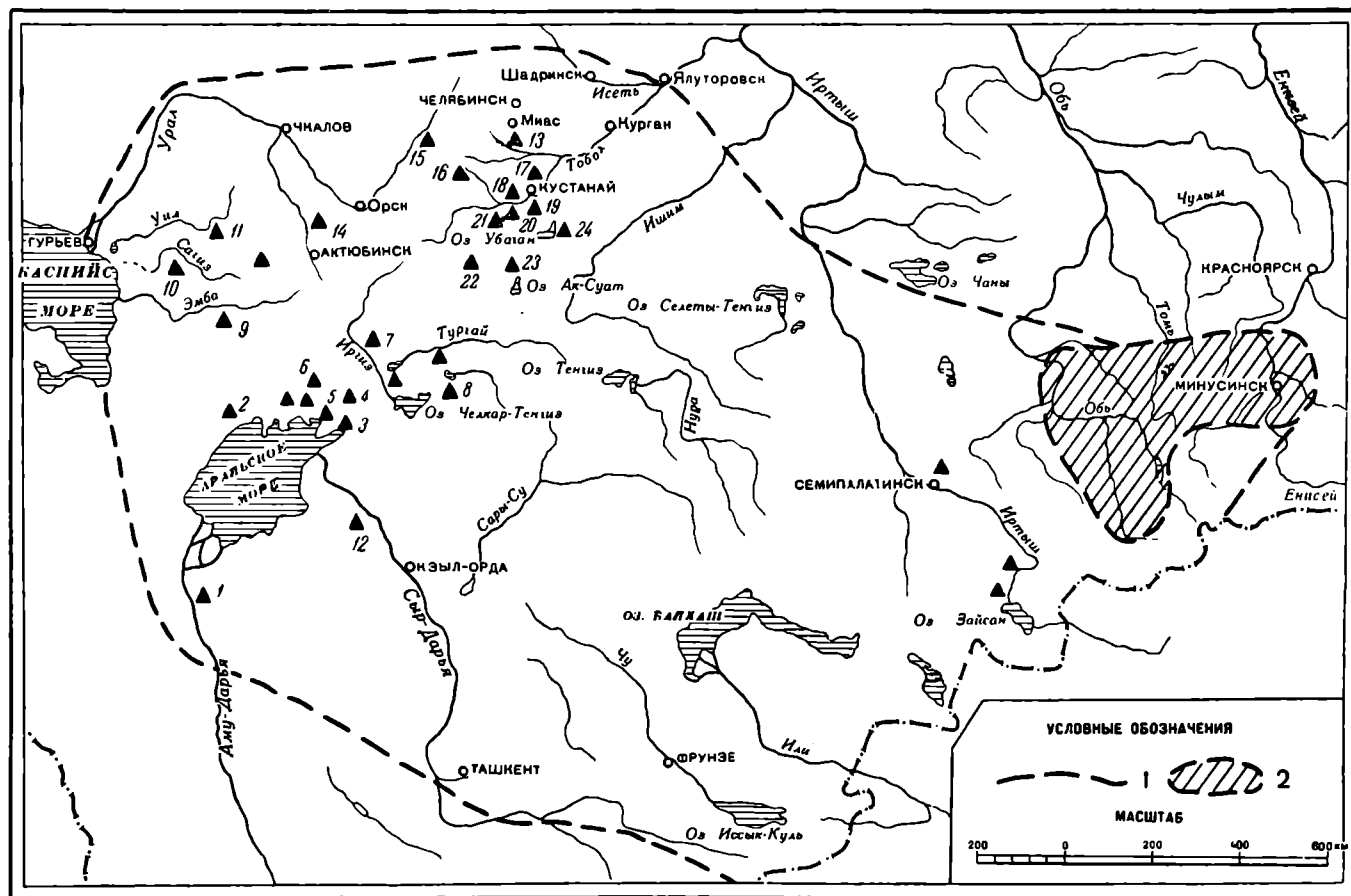 Шадринск
Ялуторовск
Исеть
Иртыш
Обь
Енисей
Урал
ЧКАЛОВ
ЧЕЛЯБИНСК
Миас
13
Курган
15
Тобол
16
17
18
КУСТАНАЙ
Чулым
Орск
19
20
21
24
Ишим
Уил
11
14
ГУРЬЕВ
АКТЮБИНСК
Оз Убаган
Сагиз
КАСПИЙС
МОРЕ
10
22
23
Оз Ак-Суат
КРАСНОЯРСК
Оз Чаны
Эмба
9
Оз Селеты-Тенгиз
Томь
7
Тургай
Иргиз
6
Оз Тенгиз
8
МИНУСИНСК
2
5
4
3
Оз Челкар-Тенгиз
Нура
Обь
АРАЛЬСКОЕ
МОРЕ
СЕМИПАЛАТИНСК
Енисей
Сары-Су
12
Иртыш
КЗЫЛ-ОРДА
1
Сыр-Дарья
ОЗ. БАЛХАШ
Оз Зайсан
Чу
Аму-Дарья
Или
ТАШКЕНТ
ФРУНЗЕ
Оз Иссык-Куль
УСЛОВНЫЕ ОБОЗНАЧЕНИЯ
1 2
МАСШТАБ
200 0 200 400 600 км